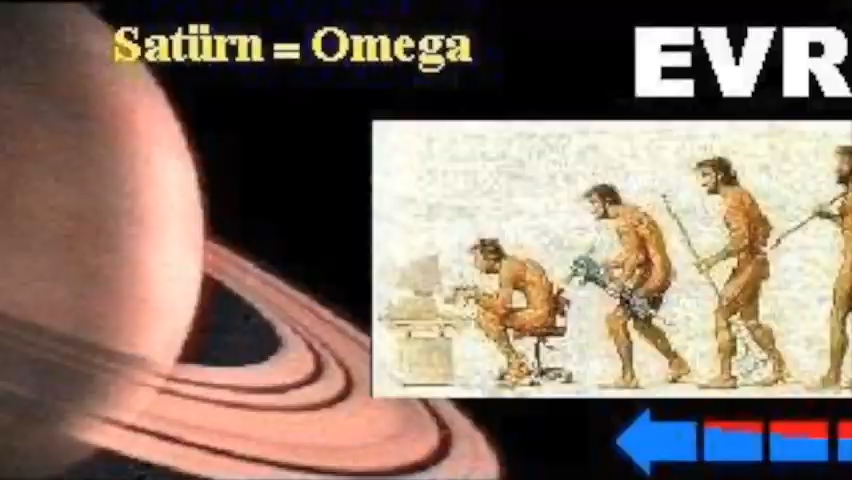 Satürn = Omega
EVR